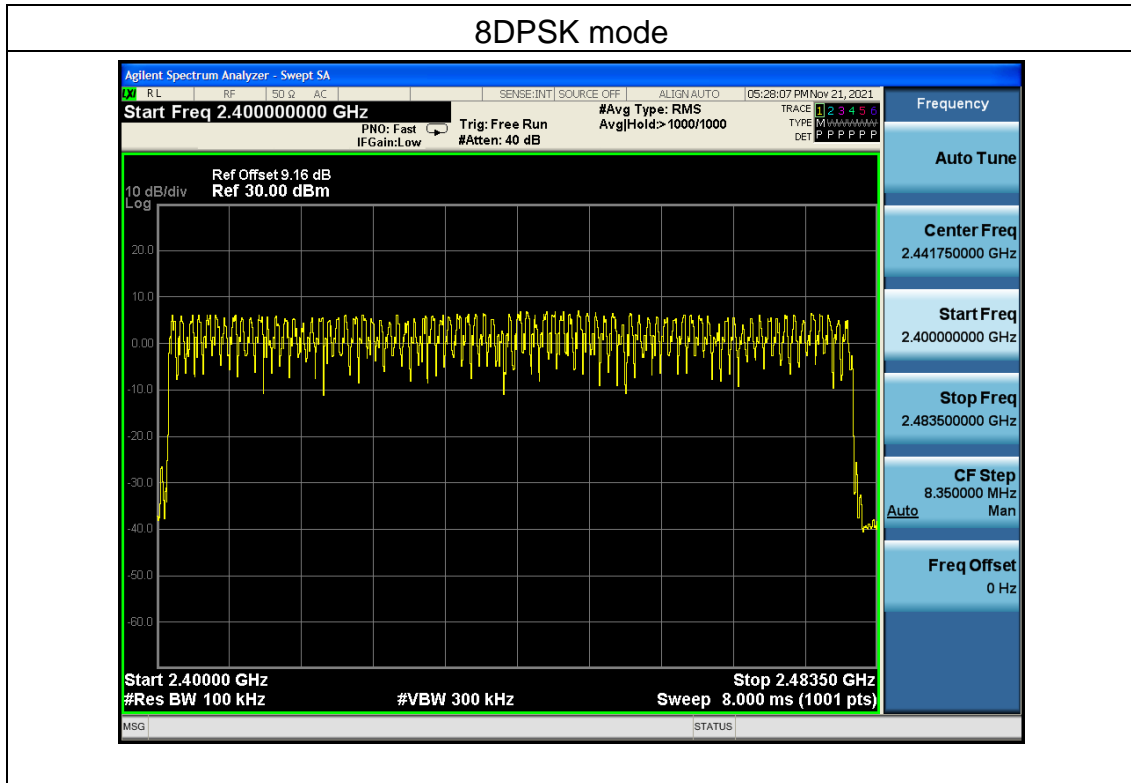 8DPSK mode
Agilent Spectrum Analyzer - Swept SA
LXI RL RF 50 Ω AC SENSE:INT SOURCE OFF ALIGN AUTO 05:28:07 PM Nov 21, 2021
Start Freq 2.400000000 GHz
PNO: Fast
IFGain:Low
Trig: Free Run
#Atten: 40 dB
#Avg Type: RMS
Avg|Hold:>1000/1000
TRACE 1 2 3 4 5 6
TYPE M
DET P P P P P P
Ref Offset 9.16 dB
10 dB/div Ref 30.00 dBm
Log
20.0
10.0
0.00
-10.0
-20.0
-30.0
-40.0
-50.0
-60.0
Start 2.40000 GHz Stop 2.48350 GHz
#Res BW 100 kHz #VBW 300 kHz Sweep 8.000 ms (1001 pts)
MSG STATUS
Frequency
Auto Tune
Center Freq
2.441750000 GHz
Start Freq
2.400000000 GHz
Stop Freq
2.483500000 GHz
CF Step
8.350000 MHz
Auto Man
Freq Offset
0 Hz